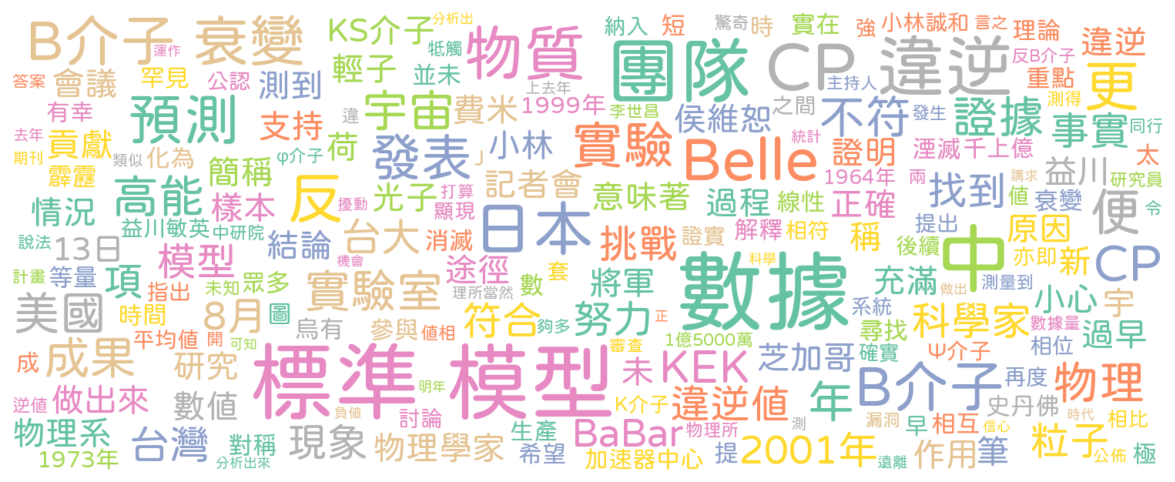 B介子 衰變 KS介子 分析出 物質 團隊 納入 短 驚奇 時 實在 強 小林誠和 言之 理論 違逆
運作 牴觸 CP 違逆 主持人 反B介子
答案 會議 罕見 公認 測到 輕子 並未 上去年 重點 更
有幸 預測 宇宙 費米 1999年 李世昌 侯維恕 之間 不符 發生 證據 測得 事實 同行
去年 貢獻 支持 荷 發表 小林 實驗 Belle 統計 證明 湮滅千上億 太
期刊 類似 化為 φ介子 J 1964年 兩 益川 研究員
霹靂 簡稱 記者會 意味著 過程 線性 正確 找到 值 講求 衰變 便 令
情況 高能 樣本 反 光子 打算 顯現 擾動 日本 挑戰 證實 解釋 相符 稱 提出 原因
益川敏英 中研院 台大 消滅 後續 中 亦即 新 CP
說法 13日 模型 結論 途徑 機會 套 將軍 數據 科學 充滿 測量到
計畫 等量 項 指出 未知 眾多 實驗室 理所當然 數 做出 系統 小心 宇
美國 時間 8月 圖 烏有 參與 值相 符合 夠多 努力 正 尋找 科學家 數據量 過早
平均值 開 可知 審查 1億5000萬
成 成果 研究 標準 模型 明年 未 KEK 芝加哥 確實 Ψ介子 相位
逆值 做出來 數值 負值 討論 K介子 違逆值 年 B介子 再度 物理
史丹佛 時代
物理系 台灣 對稱 現象 物理學家 生產 BaBar 物理所 測 漏洞 早 相互 信心 粒子 相比
1973年 分析出來 希望 加速器中心 提 2001年 遠離 作用 筆 公佈 極